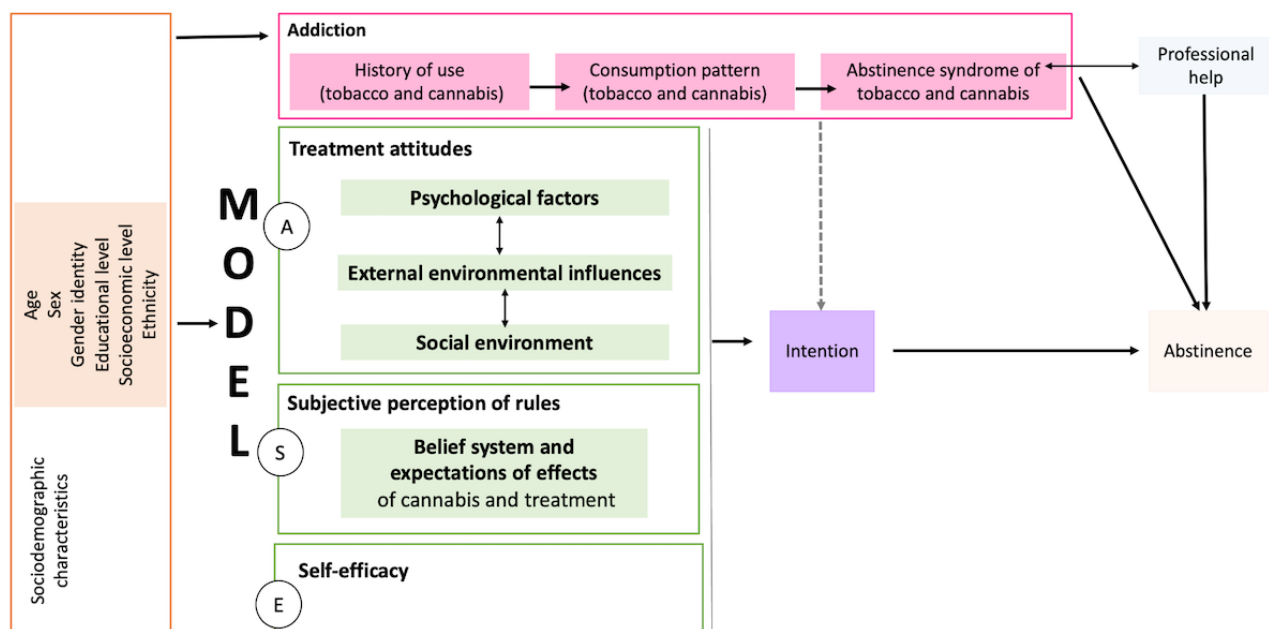 Addiction
History of use
(tobacco and cannabis)
Consumption pattern
(tobacco and cannabis)
Abstinence syndrome of
tobacco and cannabis
Professional
help
Treatment attitudes
Psychological factors
External environmental influences
Social environment
A
MODEL
Age
Sex
Gender identity
Educational level
Socioeconomic level
Ethnicity
Sociodemographic
characteristics
Intention
Abstinence
Subjective perception of rules
S
Belief system and
expectations of effects
of cannabis and treatment
Self-efficacy
E